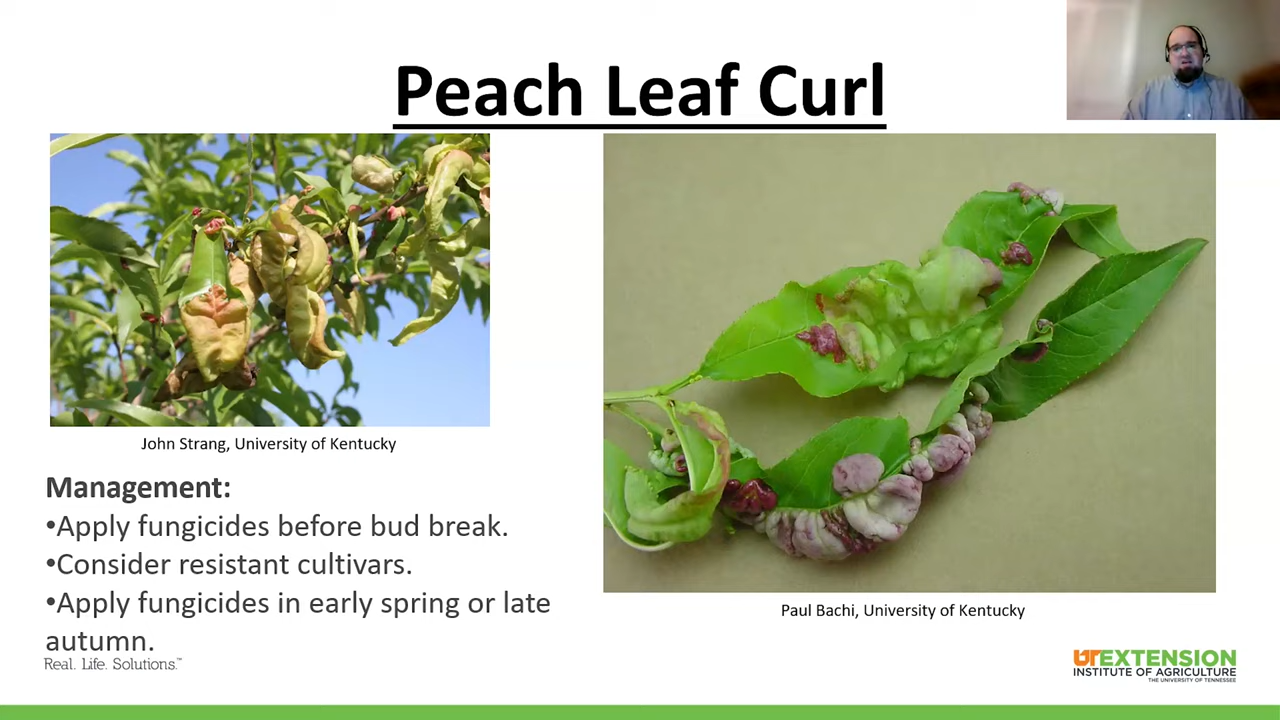 Peach Leaf Curl
John Strang, University of Kentucky
Management:
•Apply fungicides before bud break.
•Consider resistant cultivars.
•Apply fungicides in early spring or late
autumn.
Real. Life. Solutions.™
Paul Bachi, University of Kentucky
UT EXTENSION
INSTITUTE OF AGRICULTURE
THE UNIVERSITY OF TENNESSEE